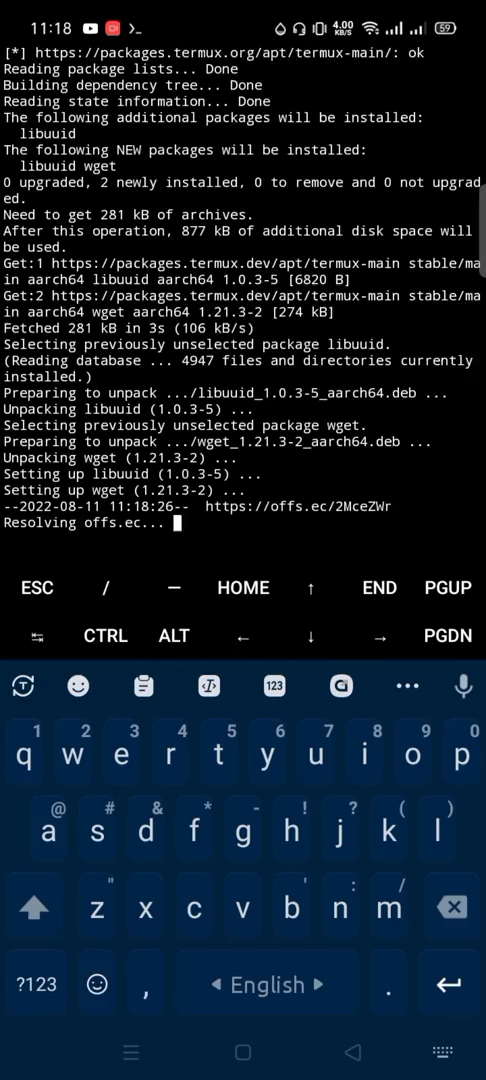 11:18
4.00 KB/S
59
[*] https://packages.termux.org/apt/termux-main/: ok
Reading package lists... Done
Building dependency tree... Done
Reading state information... Done
The following additional packages will be installed:
  libuuid
The following NEW packages will be installed:
  libuuid wget
0 upgraded, 2 newly installed, 0 to remove and 0 not upgrad
ed.
Need to get 281 kB of archives.
After this operation, 877 kB of additional disk space will
be used.
Get:1 https://packages.termux.dev/apt/termux-main stable/ma
in aarch64 libuuid aarch64 1.0.3-5 [6820 B]
Get:2 https://packages.termux.dev/apt/termux-main stable/ma
in aarch64 wget aarch64 1.21.3-2 [274 kB]
Fetched 281 kB in 3s (106 kB/s)
Selecting previously unselected package libuuid.
(Reading database ... 4947 files and directories currently
installed.)
Preparing to unpack .../libuuid_1.0.3-5_aarch64.deb ...
Unpacking libuuid (1.0.3-5) ...
Selecting previously unselected package wget.
Preparing to unpack .../wget_1.21.3-2_aarch64.deb ...
Unpacking wget (1.21.3-2) ...
Setting up libuuid (1.0.3-5) ...
Setting up wget (1.21.3-2) ...
--2022-08-11 11:18:26--  https://offs.ec/2MceZWr
Resolving offs.ec...
ESC / — HOME ↑ END PGUP
↹ CTRL ALT ← ↓ → PGDN
T 123
1 2 3 4 5 6 7 8 9 0
q w e r t y u i o p
@ # & * - ! ? ( )
a s d f g h j k l
" ' : /
z x c v b n m
?123 , English .